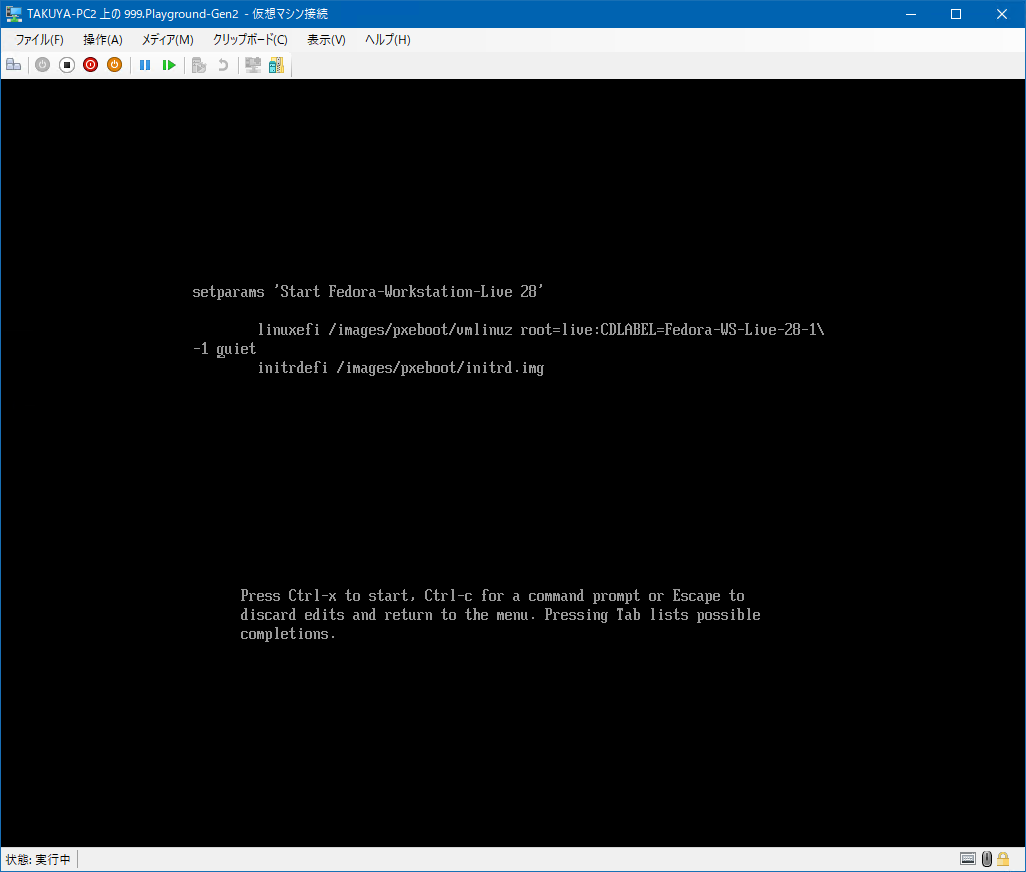 TAKUYA-PC2 上の 999.Playground-Gen2 - 仮想マシン接続
ファイル(F) 操作(A) メディア(M) クリップボード(C) 表示(V) ヘルプ(H)
setparams 'Start Fedora-Workstation-Live 28'
linuxefi /images/pxeboot/vmlinuz root=live:CDLABEL=Fedora-WS-Live-28-1\
-1 quiet
initrdefi /images/pxeboot/initrd.img
Press Ctrl-x to start, Ctrl-c for a command prompt or Escape to
discard edits and return to the menu. Pressing Tab lists possible
completions.
状態: 実行中